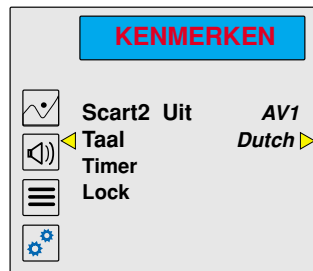 KENMERKEN
Scart2 Uit AV1
Taal Dutch
Timer
Lock